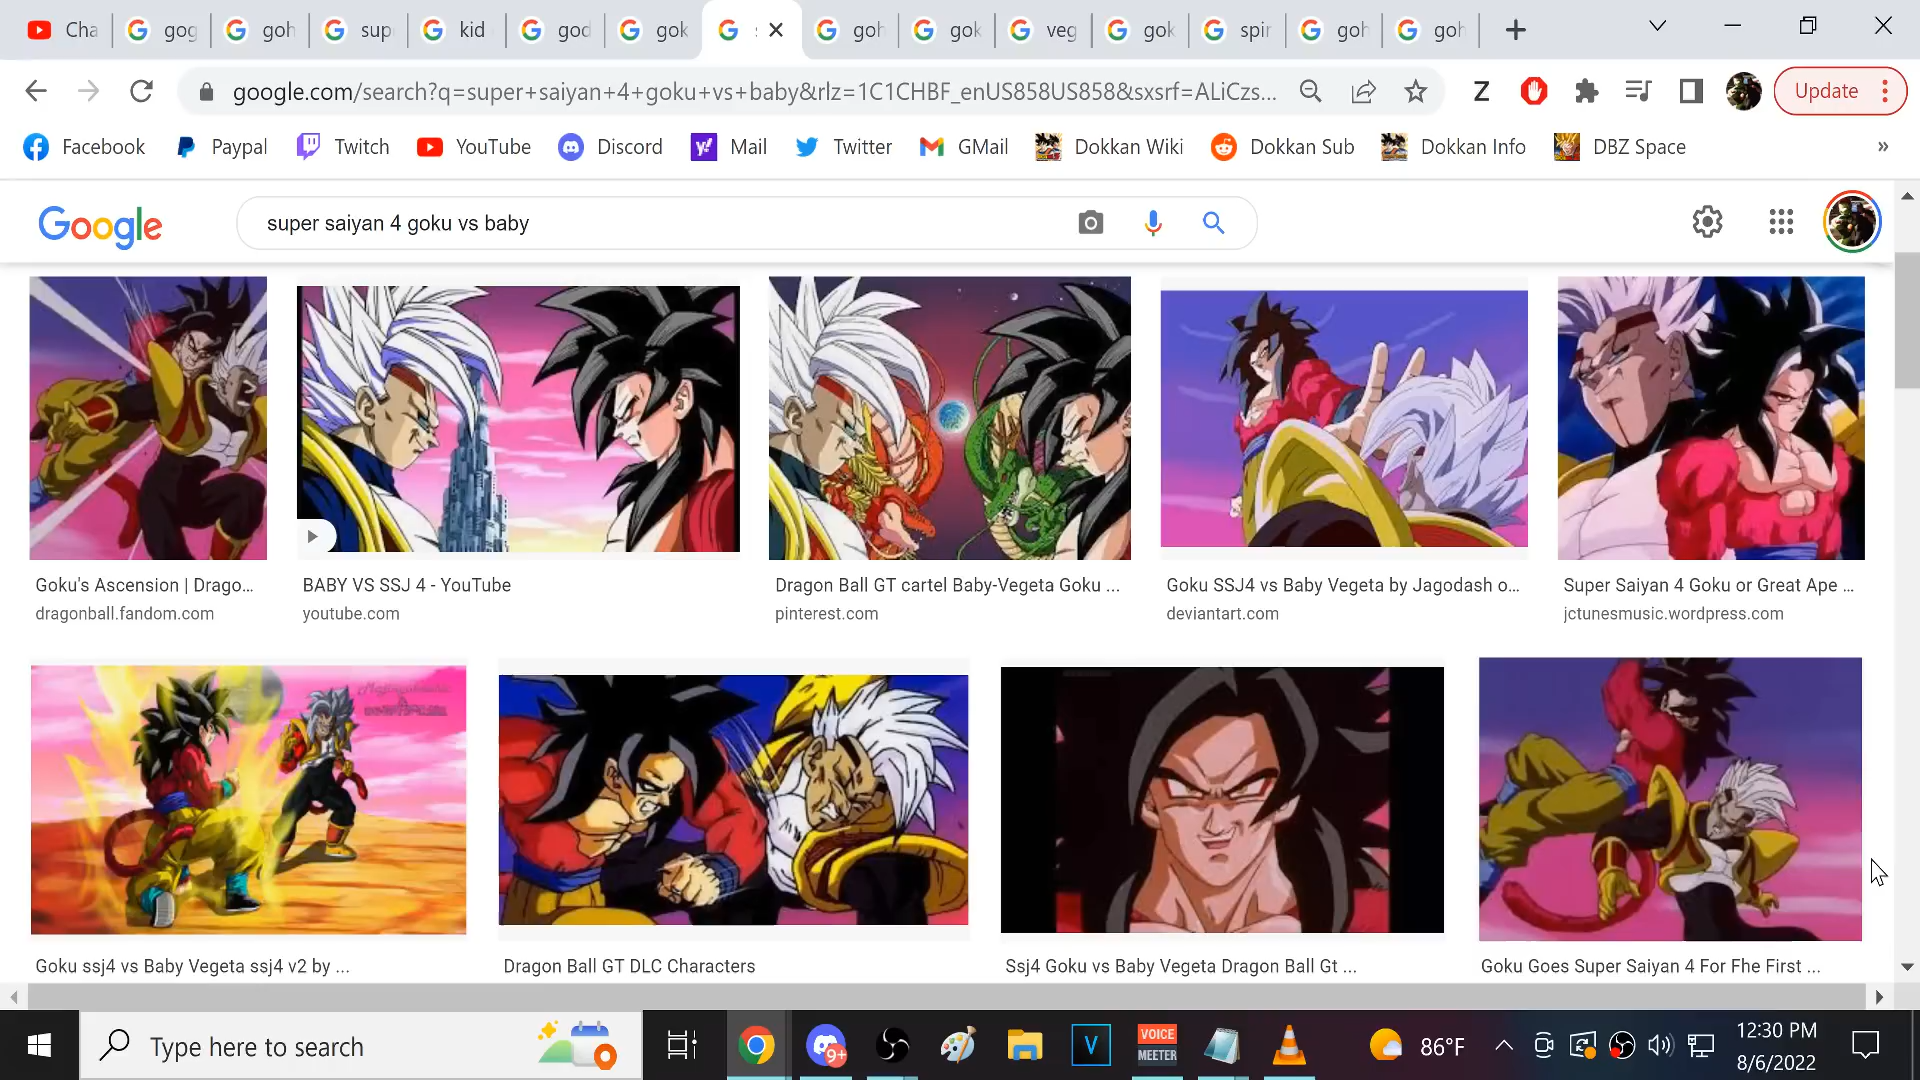 Cha
gog
goh
sup
kid
god
gok
s
goh
gok
veg
gok
spir
goh
goh
google.com/search?q=super+saiyan+4+goku+vs+baby&rlz=1C1CHBF_enUS858US858&sxsrf=ALiCzs...
Z
Update
Facebook
Paypal
Twitch
YouTube
Discord
Mail
Twitter
GMail
Dokkan Wiki
Dokkan Sub
Dokkan Info
DBZ Space
»
Google
super saiyan 4 goku vs baby
Goku's Ascension | Drago...
dragonball.fandom.com
BABY VS SSJ 4 - YouTube
youtube.com
Dragon Ball GT cartel Baby-Vegeta Goku ...
pinterest.com
Goku SSJ4 vs Baby Vegeta by Jagodash o...
deviantart.com
Super Saiyan 4 Goku or Great Ape ...
jctunesmusic.wordpress.com
Goku ssj4 vs Baby Vegeta ssj4 v2 by ...
Dragon Ball GT DLC Characters
Ssj4 Goku vs Baby Vegeta Dragon Ball Gt ...
Goku Goes Super Saiyan 4 For Fhe First ...
Type here to search
9+
V
VOICE
MEETER
86°F
12:30 PM
8/6/2022